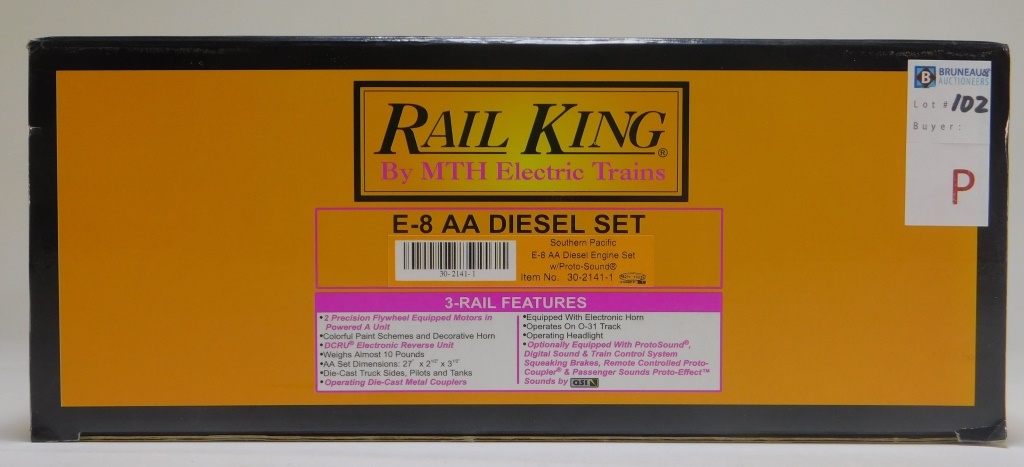 BRUNEAU &
AUCTIONEERS
Lot # 102
Buyer:
P
RAIL KING®
By MTH Electric Trains
E-8 AA DIESEL SET
Southern Pacific
E-8 AA Diesel Engine Set
w/Proto-Sound®
Item No. 30-2141-1
30-2141-1
3-RAIL FEATURES
•2 Precision Flywheel Equipped Motors in
Powered A Unit
•Colorful Paint Schemes and Decorative Horn
•DCRU® Electronic Reverse Unit
•Weighs Almost 10 Pounds
•AA Set Dimensions: 27" x 2 1/2" x 3 1/2"
•Die-Cast Truck Sides, Pilots and Tanks
•Operating Die-Cast Metal Couplers
•Equipped With Electronic Horn
•Operates On O-31 Track
•Operating Headlight
•Optionally Equipped With ProtoSound®,
Digital Sound & Train Control System
Squeaking Brakes, Remote Controlled Proto-
Coupler® & Passenger Sounds Proto-Effect™
Sounds by QSI